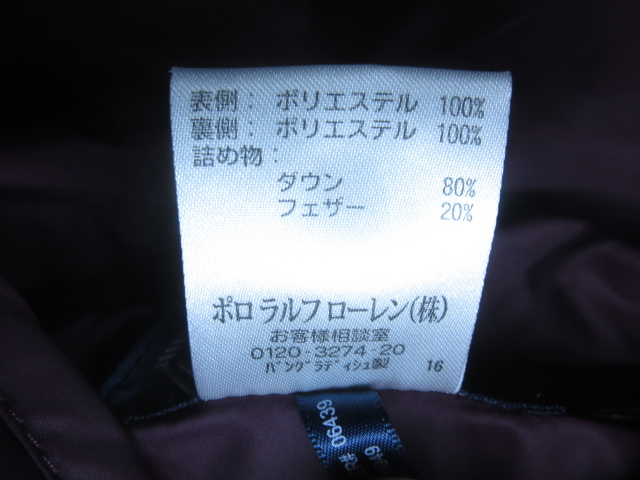 表側： ポリエステル 100%
裏側： ポリエステル 100%
詰め物：
ダウン 80%
フェザー 20%
ポロ ラルフ ローレン(株)
お客様相談室
0120-3274-20
ﾊﾞﾝｸﾞﾗﾃﾞｨｼｭ製 16
#06439